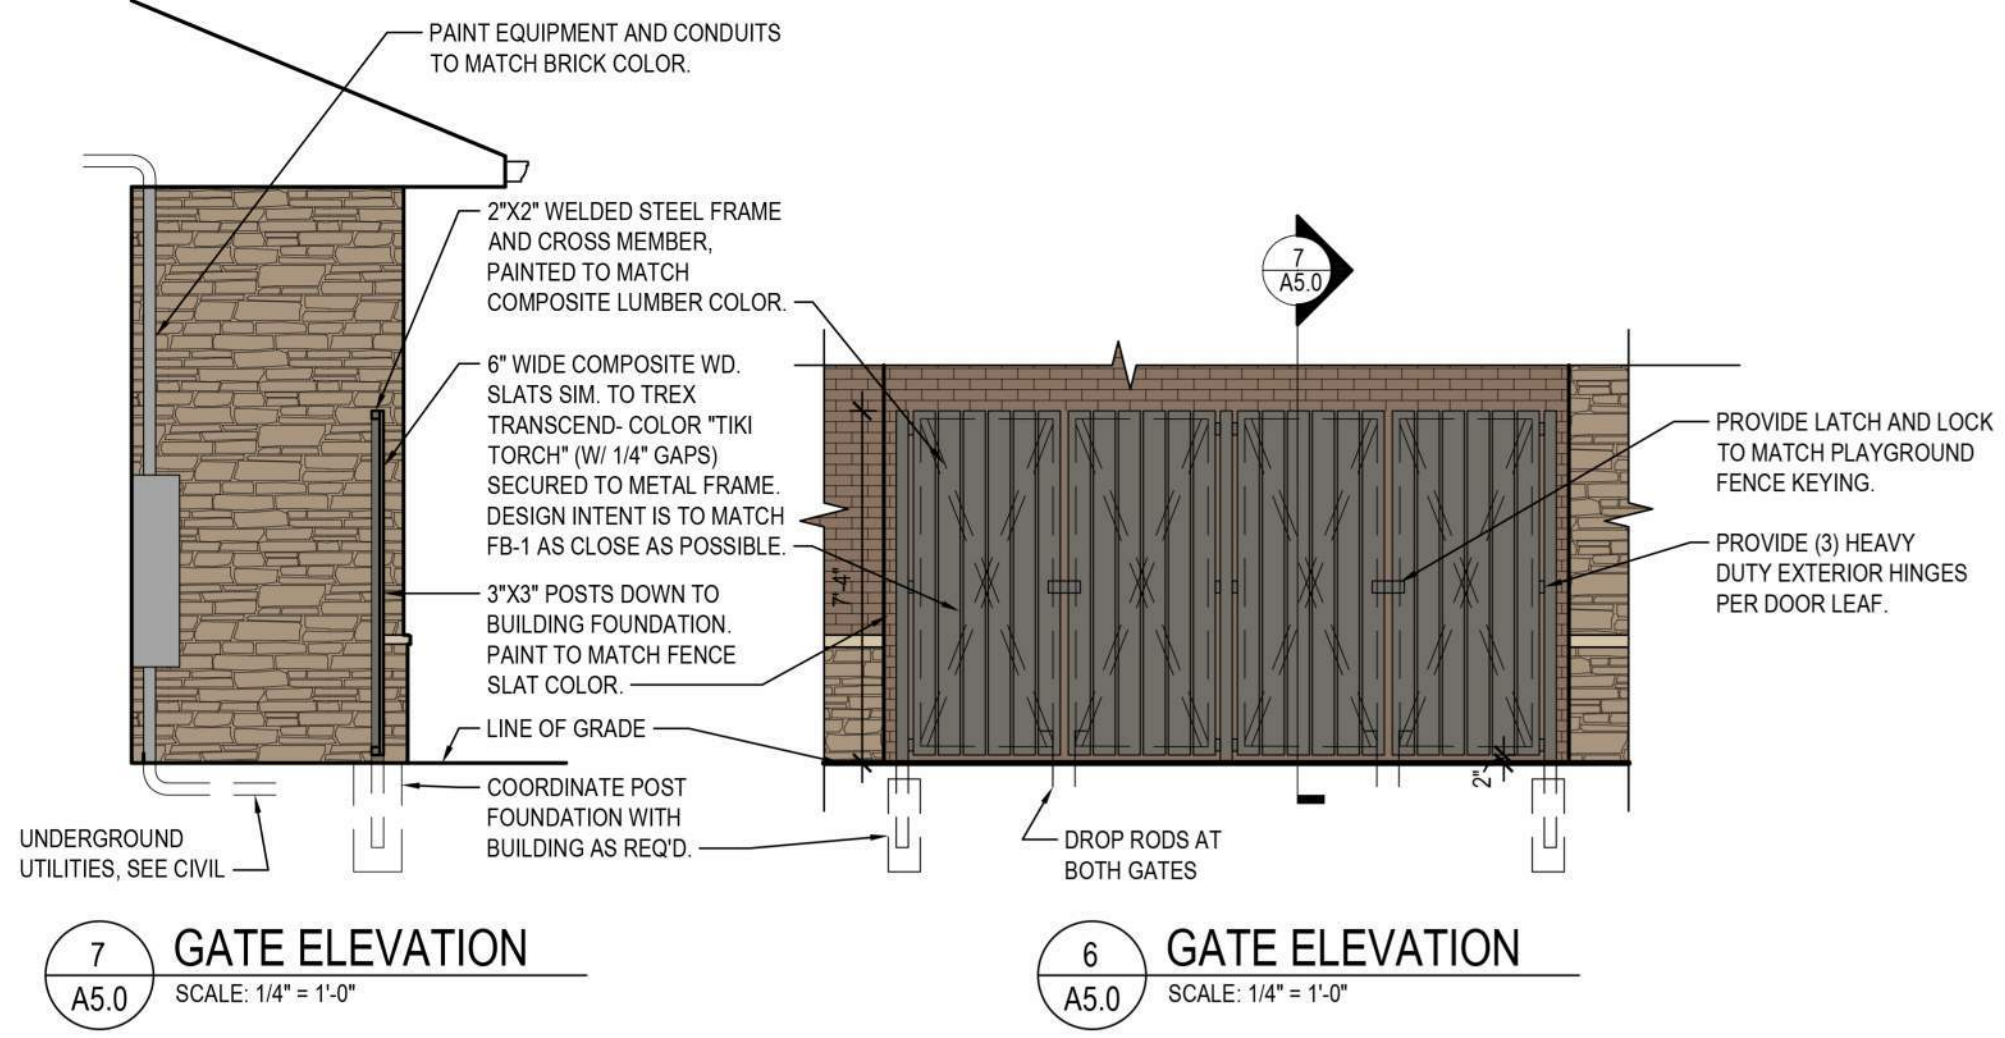 PAINT EQUIPMENT AND CONDUITS
TO MATCH BRICK COLOR.
2"X2" WELDED STEEL FRAME
AND CROSS MEMBER,
PAINTED TO MATCH
COMPOSITE LUMBER COLOR.
6" WIDE COMPOSITE WD.
SLATS SIM. TO TREX
TRANSCEND- COLOR "TIKI
TORCH" (W/ 1/4" GAPS)
SECURED TO METAL FRAME.
DESIGN INTENT IS TO MATCH
FB-1 AS CLOSE AS POSSIBLE.
3"X3" POSTS DOWN TO
BUILDING FOUNDATION.
PAINT TO MATCH FENCE
SLAT COLOR.
LINE OF GRADE
COORDINATE POST
FOUNDATION WITH
BUILDING AS REQ'D.
UNDERGROUND
UTILITIES, SEE CIVIL
7
A5.0
GATE ELEVATION
SCALE: 1/4" = 1'-0"
7
A5.0
7'-4"
2"
PROVIDE LATCH AND LOCK
TO MATCH PLAYGROUND
FENCE KEYING.
PROVIDE (3) HEAVY
DUTY EXTERIOR HINGES
PER DOOR LEAF.
DROP RODS AT
BOTH GATES
6
A5.0
GATE ELEVATION
SCALE: 1/4" = 1'-0"